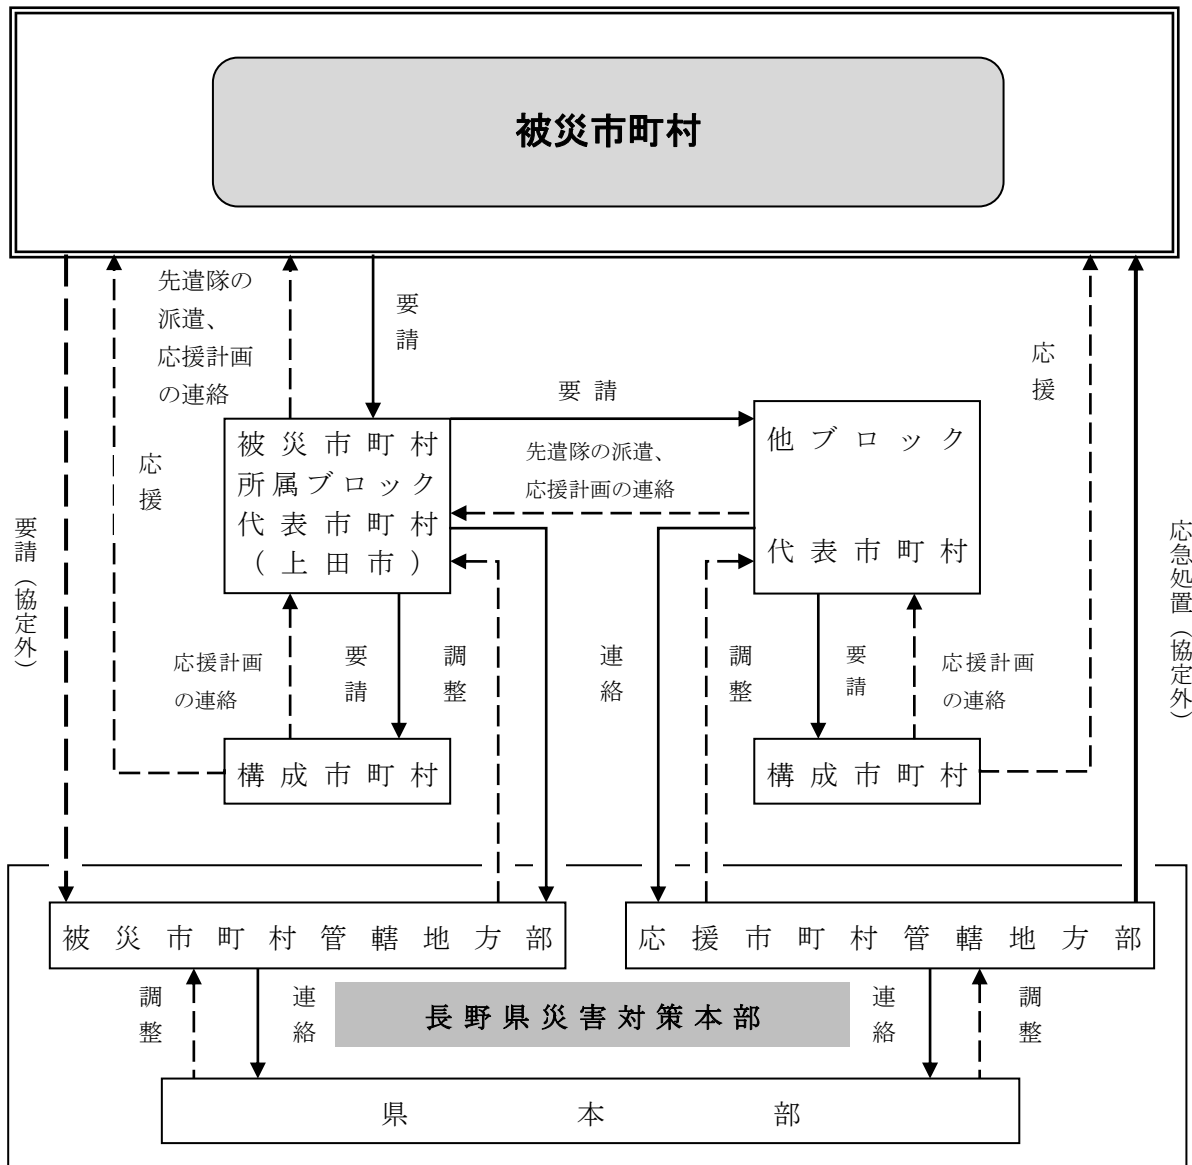 被災市町村
先遣隊の
派遣、
応援計画
の連絡
要請
応援
要請
被災市町村
所属ブロック
代表市町村
（上田市）
先遣隊の派遣、
応援計画の連絡
他ブロック
代表市町村
応援
要請（協定外）
応急処置（協定外）
応援計画
の連絡
要請
調整
連絡
調整
要請
応援計画
の連絡
構成市町村
構成市町村
被災市町村管轄地方部
応援市町村管轄地方部
調整
連絡
長野県災害対策本部
連絡
調整
県本部